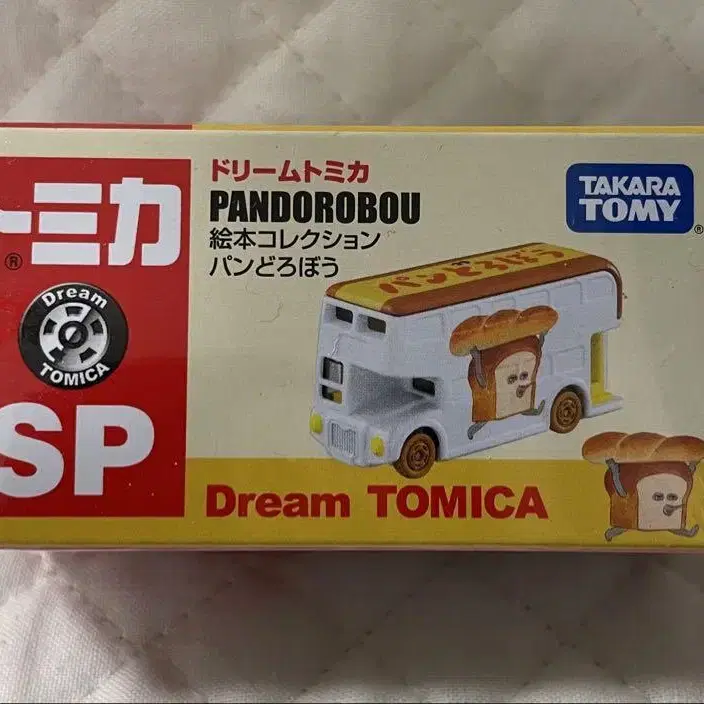 トミカ
®
Dream
TOMICA
SP
ドリームトミカ
PANDOROBOU
絵本コレクション
パンどろぼう
TAKARA
TOMY
®
パンどろぼう
Dream TOMICA